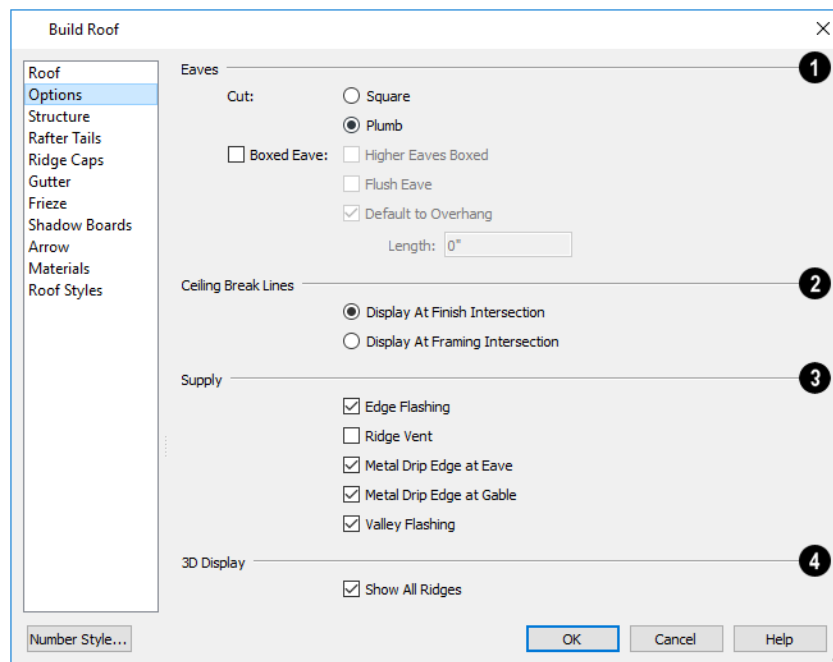 Build Roof
Roof
Options
Structure
Rafter Tails
Ridge Caps
Gutter
Frieze
Shadow Boards
Arrow
Materials
Roof Styles
Eaves 1
Cut: Square
Plumb
Boxed Eave: Higher Eaves Boxed
Flush Eave
Default to Overhang
Length: 0"
Ceiling Break Lines 2
Display At Finish Intersection
Display At Framing Intersection
Supply 3
Edge Flashing
Ridge Vent
Metal Drip Edge at Eave
Metal Drip Edge at Gable
Valley Flashing
3D Display 4
Show All Ridges
Number Style... OK Cancel Help